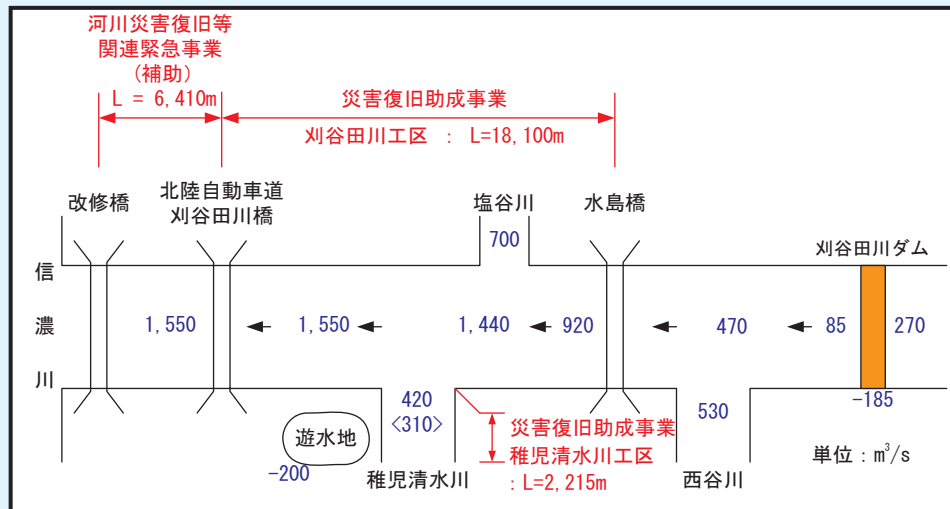 河川災害復旧等
関連緊急事業
(補助)
L = 6,410m
災害復旧助成事業
刈谷田川工区 : L=18,100m
改修橋
北陸自動車道
刈谷田川橋
塩谷川
水島橋
刈谷田川ダム
700
信
濃
川
1,550
1,550
1,440
920
470
85
270
-185
420
<310>
530
遊水地
-200
稚児清水川
災害復旧助成事業
稚児清水川工区
: L=2,215m
西谷川
単位:m³/s